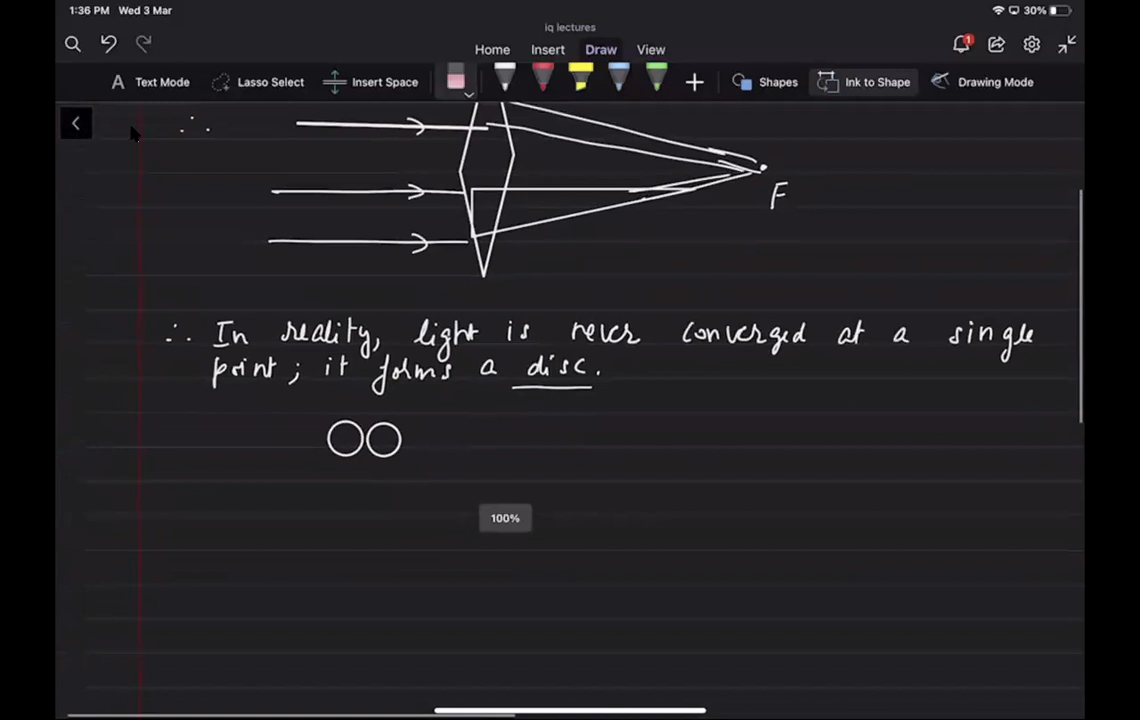 1:36 PM Wed 3 Mar
30%
iq lectures
Home Insert Draw View
1
Text Mode Lasso Select Insert Space Shapes Ink to Shape Drawing Mode
∴
F
∴ In reality, light is never converged at a single
point; it forms a disc.
100%